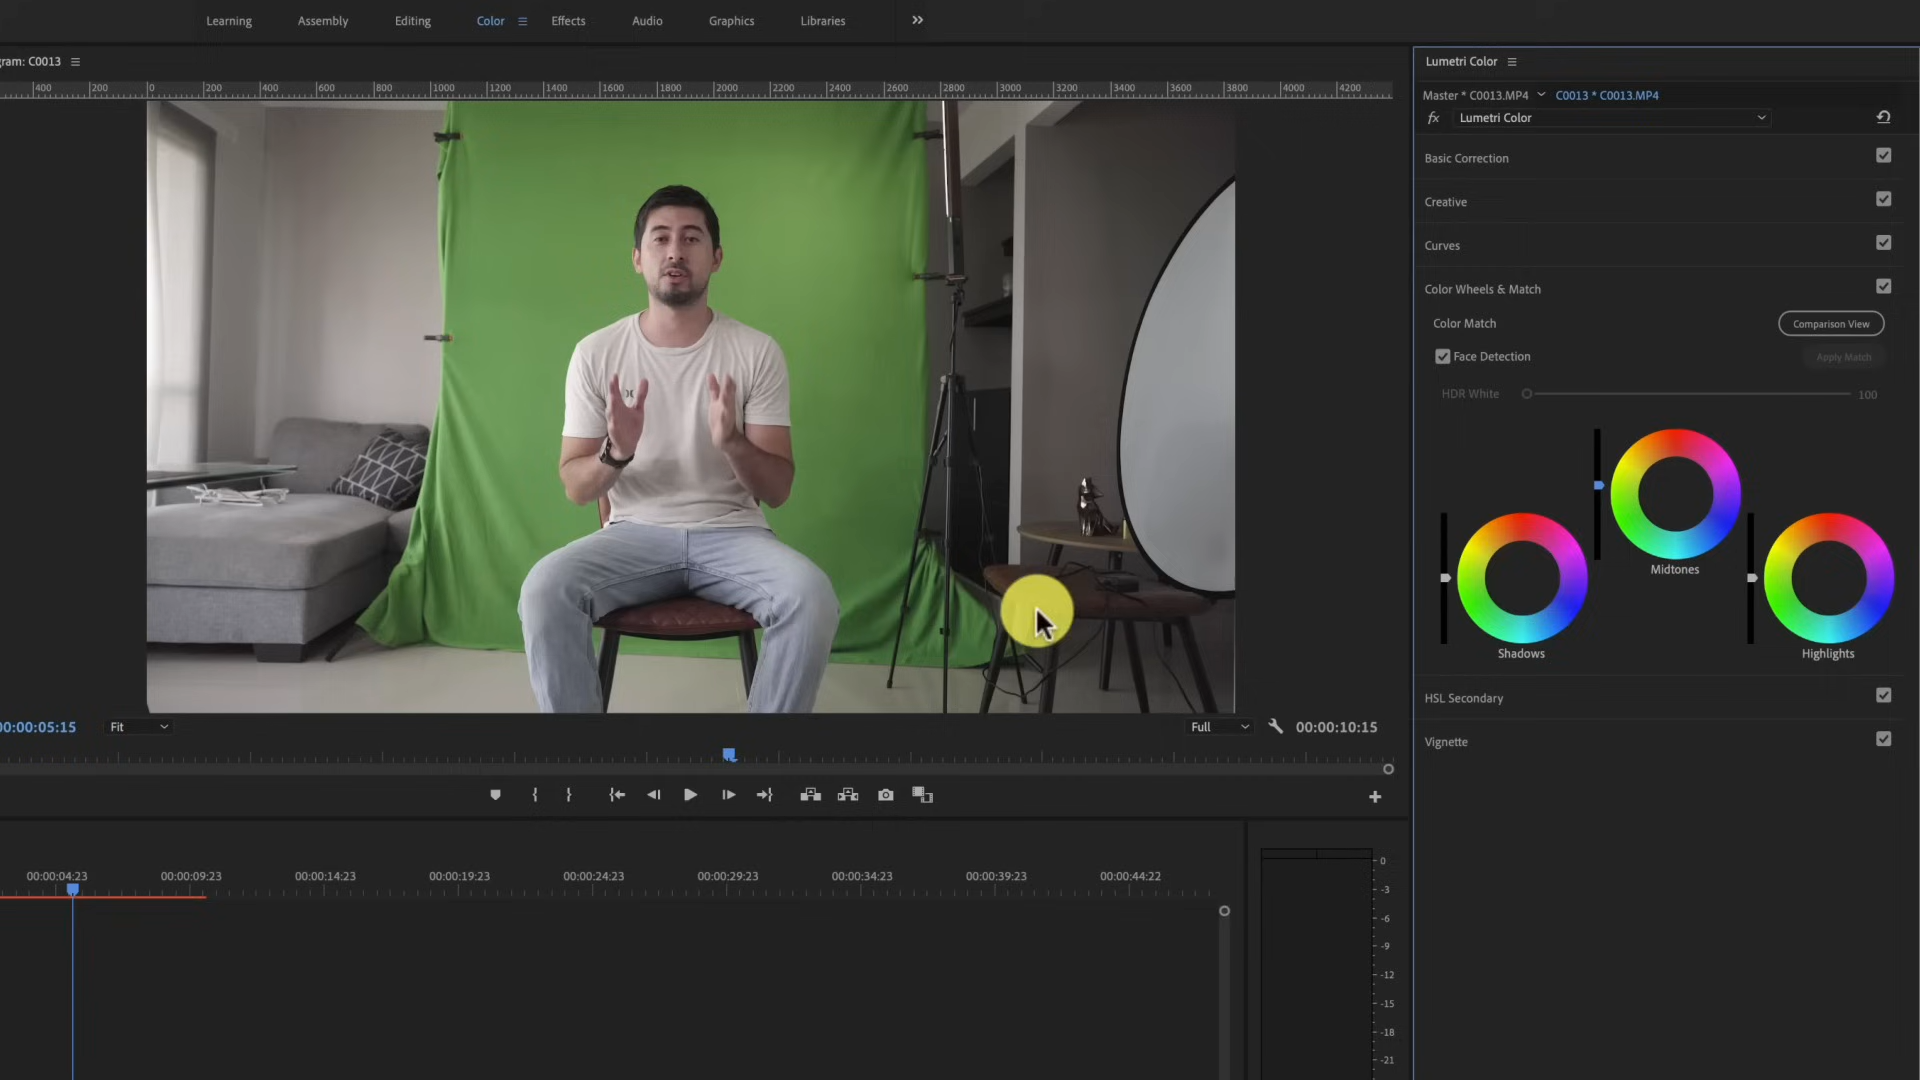 Learning Assembly Editing Color Effects Audio Graphics Libraries
gram: C0013
400 200 0 200 400 600 800 1000 1200 1400 1600 1800 2000 2200 2400 2600 2800 3000 3200 3400 3600 3800 4000 4200
Lumetri Color
Master * C0013.MP4 C0013 * C0013.MP4
fx Lumetri Color
Basic Correction
Creative
Curves
Color Wheels & Match
Color Match Comparison View
Face Detection Apply Match
HDR White 100
Midtones
Shadows Highlights
HSL Secondary
Vignette
00:00:05:15 Fit Full 00:00:10:15
00:00:04:23 00:00:09:23 00:00:14:23 00:00:19:23 00:00:24:23 00:00:29:23 00:00:34:23 00:00:39:23 00:00:44:22
0
-3
-6
-9
-12
-15
-18
-21